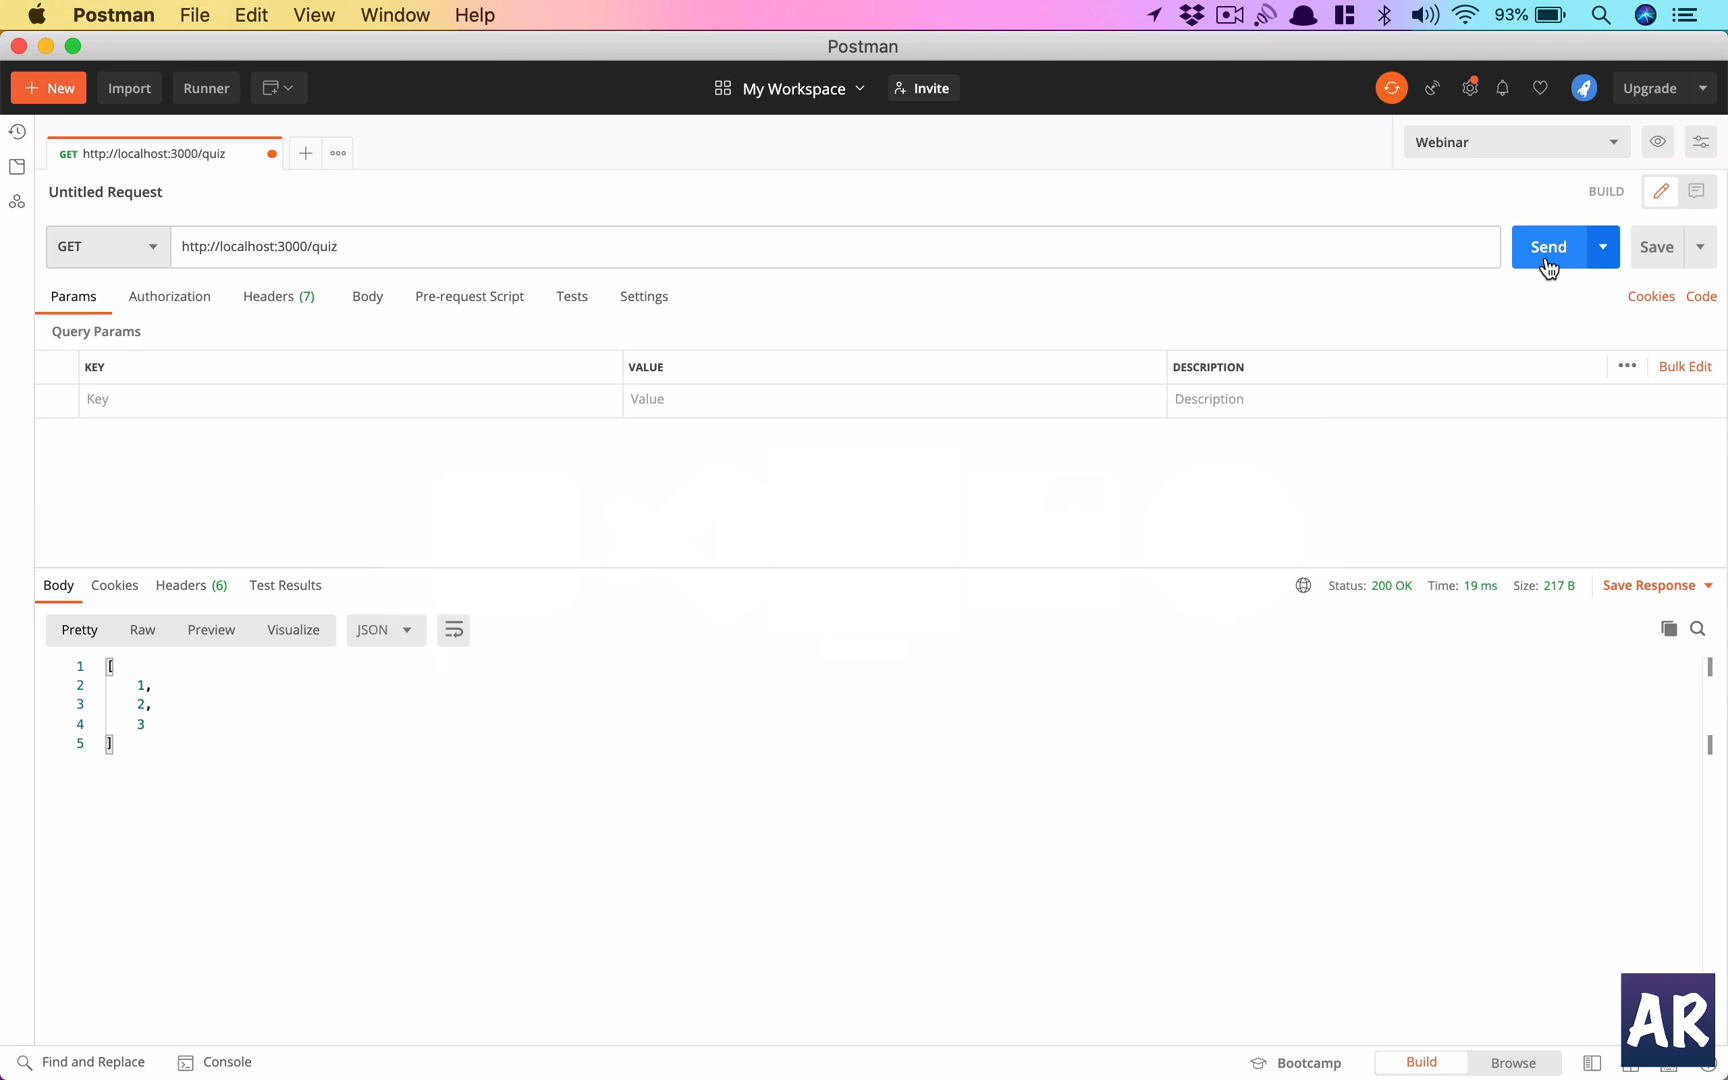 Postman File Edit View Window Help 93%
Postman
New Import Runner My Workspace Invite Upgrade
GET http://localhost:3000/quiz Webinar
Untitled Request BUILD
GET http://localhost:3000/quiz Send Save
Params Authorization Headers (7) Body Pre-request Script Tests Settings Cookies Code
Query Params
KEY VALUE DESCRIPTION Bulk Edit
Key Value Description
Body Cookies Headers (6) Test Results Status: 200 OK Time: 19 ms Size: 217 B Save Response
Pretty Raw Preview Visualize JSON
1 [
2 1,
3 2,
4 3
5 ]
AR
Find and Replace Console Bootcamp Build Browse